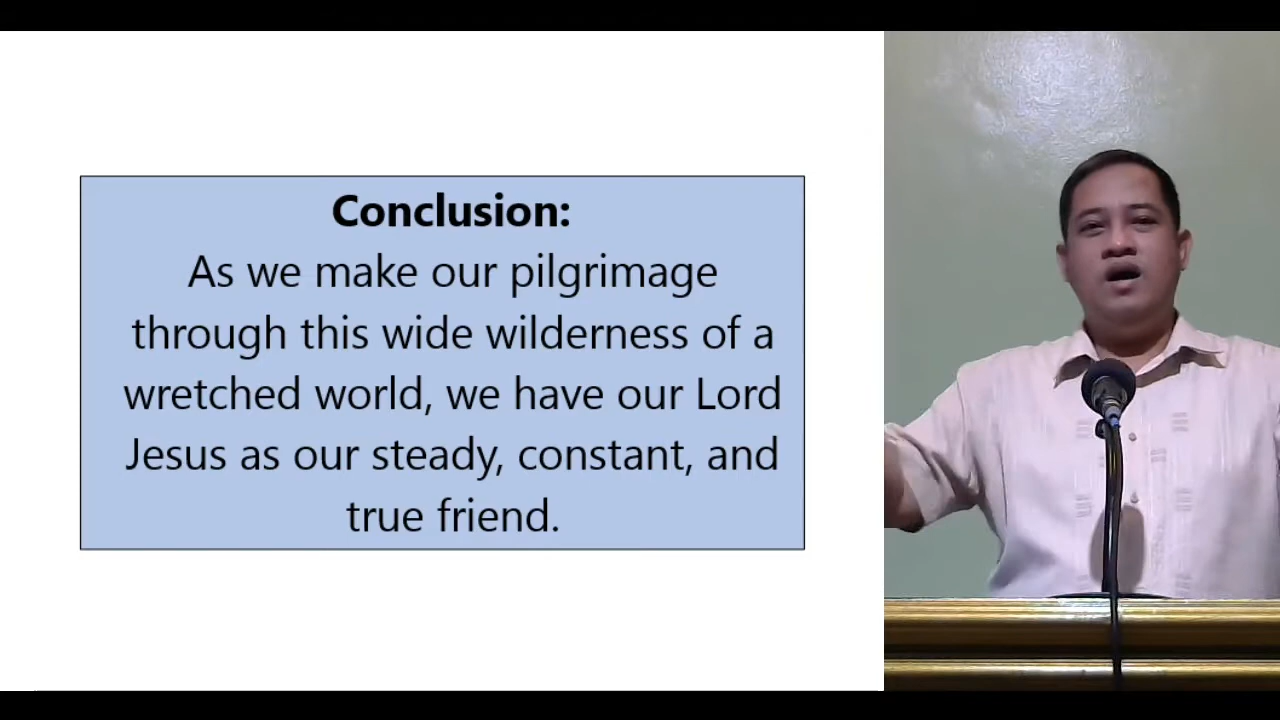 Conclusion:
As we make our pilgrimage
through this wide wilderness of a
wretched world, we have our Lord
Jesus as our steady, constant, and
true friend.